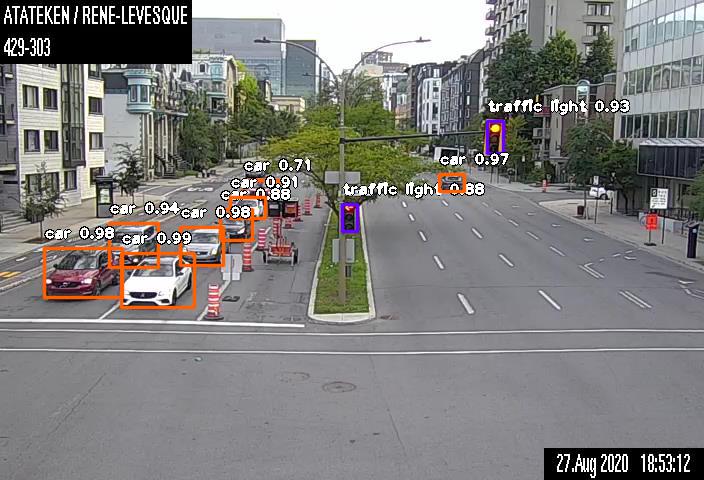 ATATEKEN / RENE-LEVESQUE
429-303
traffic light 0.93
car 0.71
car 0.97
car 0.91
car 0.88
traffic light 0.88
car 0.94
car 0.98
car 0.98
car 0.99
27.Aug 2020 18:53:12